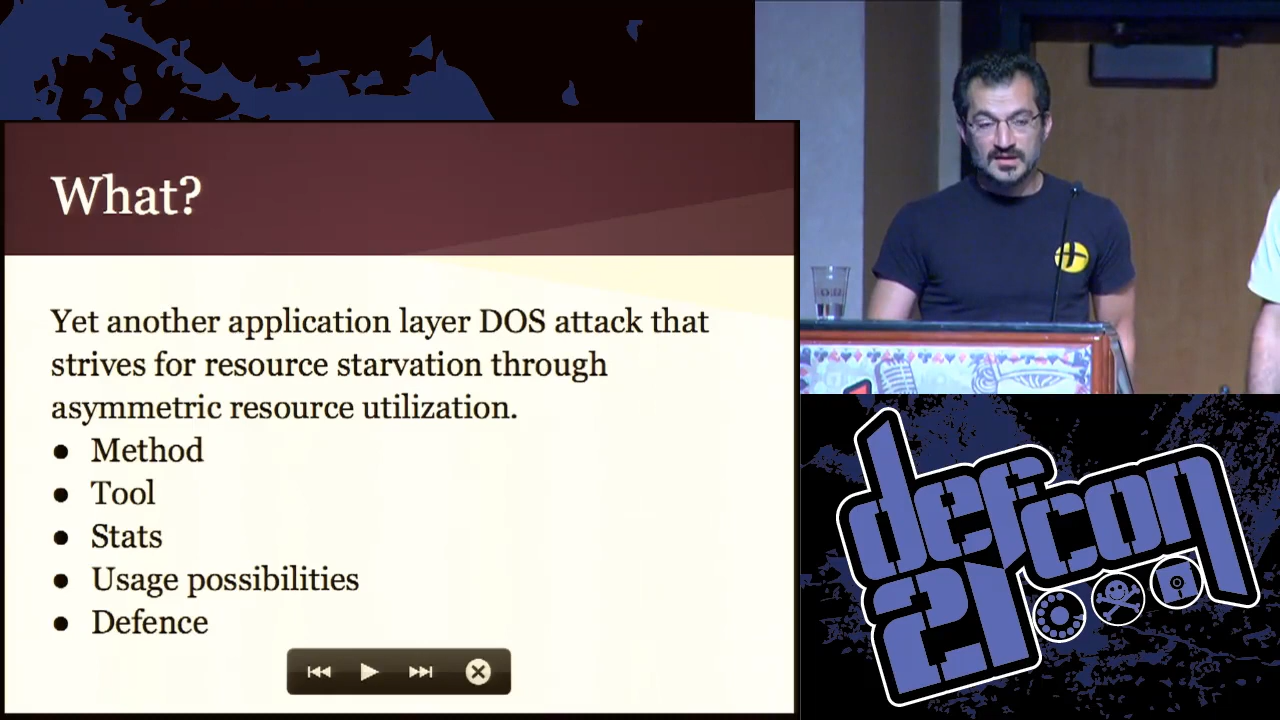 What?
Yet another application layer DOS attack that
strives for resource starvation through
asymmetric resource utilization.
● Method
● Tool
● Stats
● Usage possibilities
● Defence
defcon
21